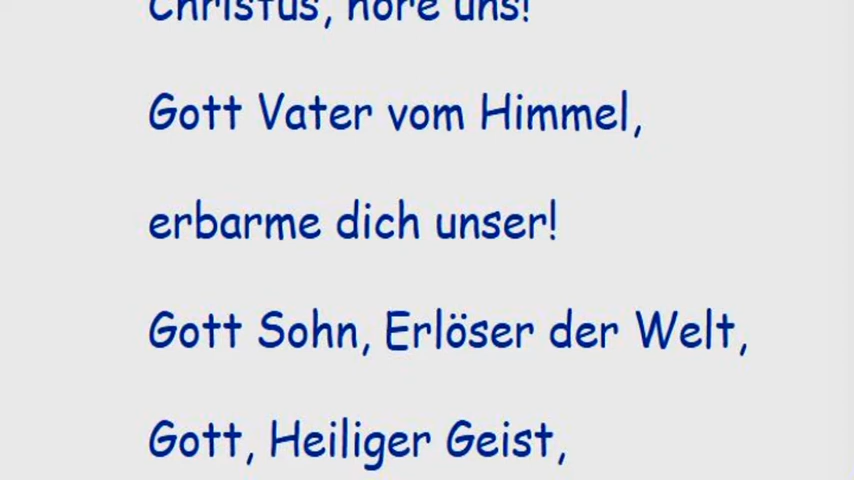 Christus, höre uns!
Gott Vater vom Himmel,
erbarme dich unser!
Gott Sohn, Erlöser der Welt,
Gott, Heiliger Geist,